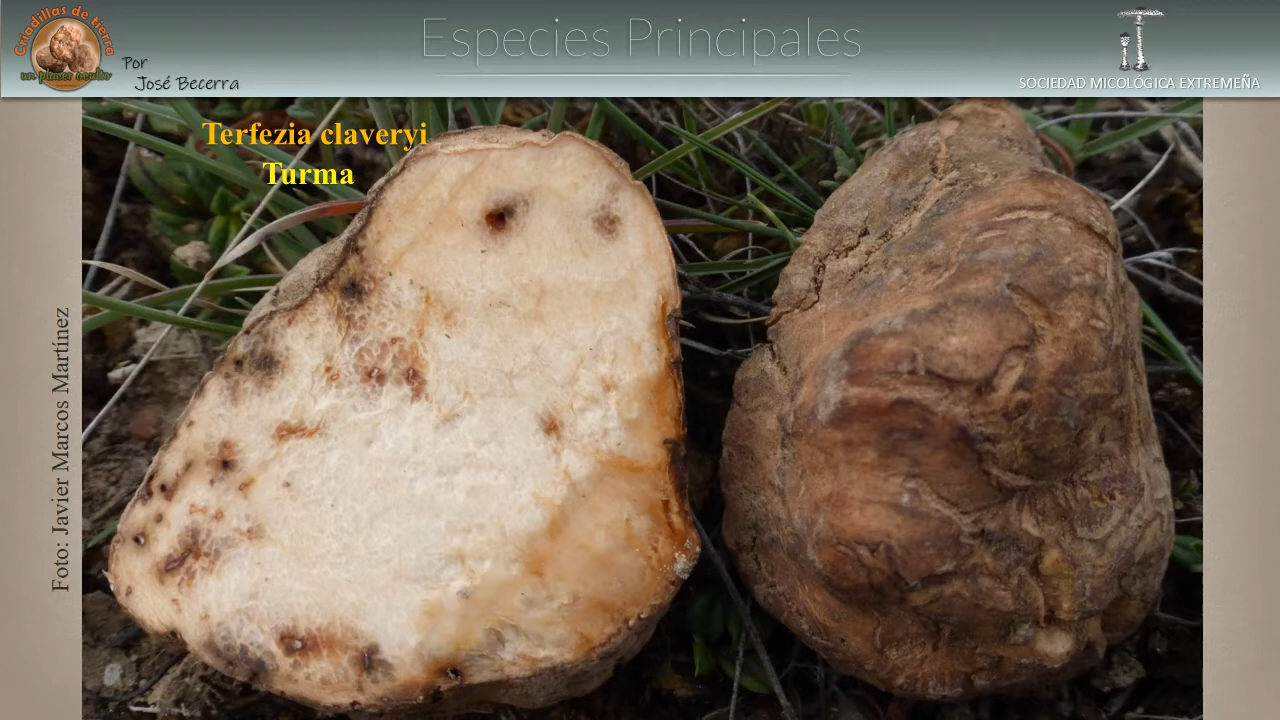 Criadillas de tierra
un placer oculto
Por
José Becerra
Especies Principales
SOCIEDAD MICOLÓGICA EXTREMEÑA
Terfezia claveryi
Turma
Foto: Javier Marcos Martínez